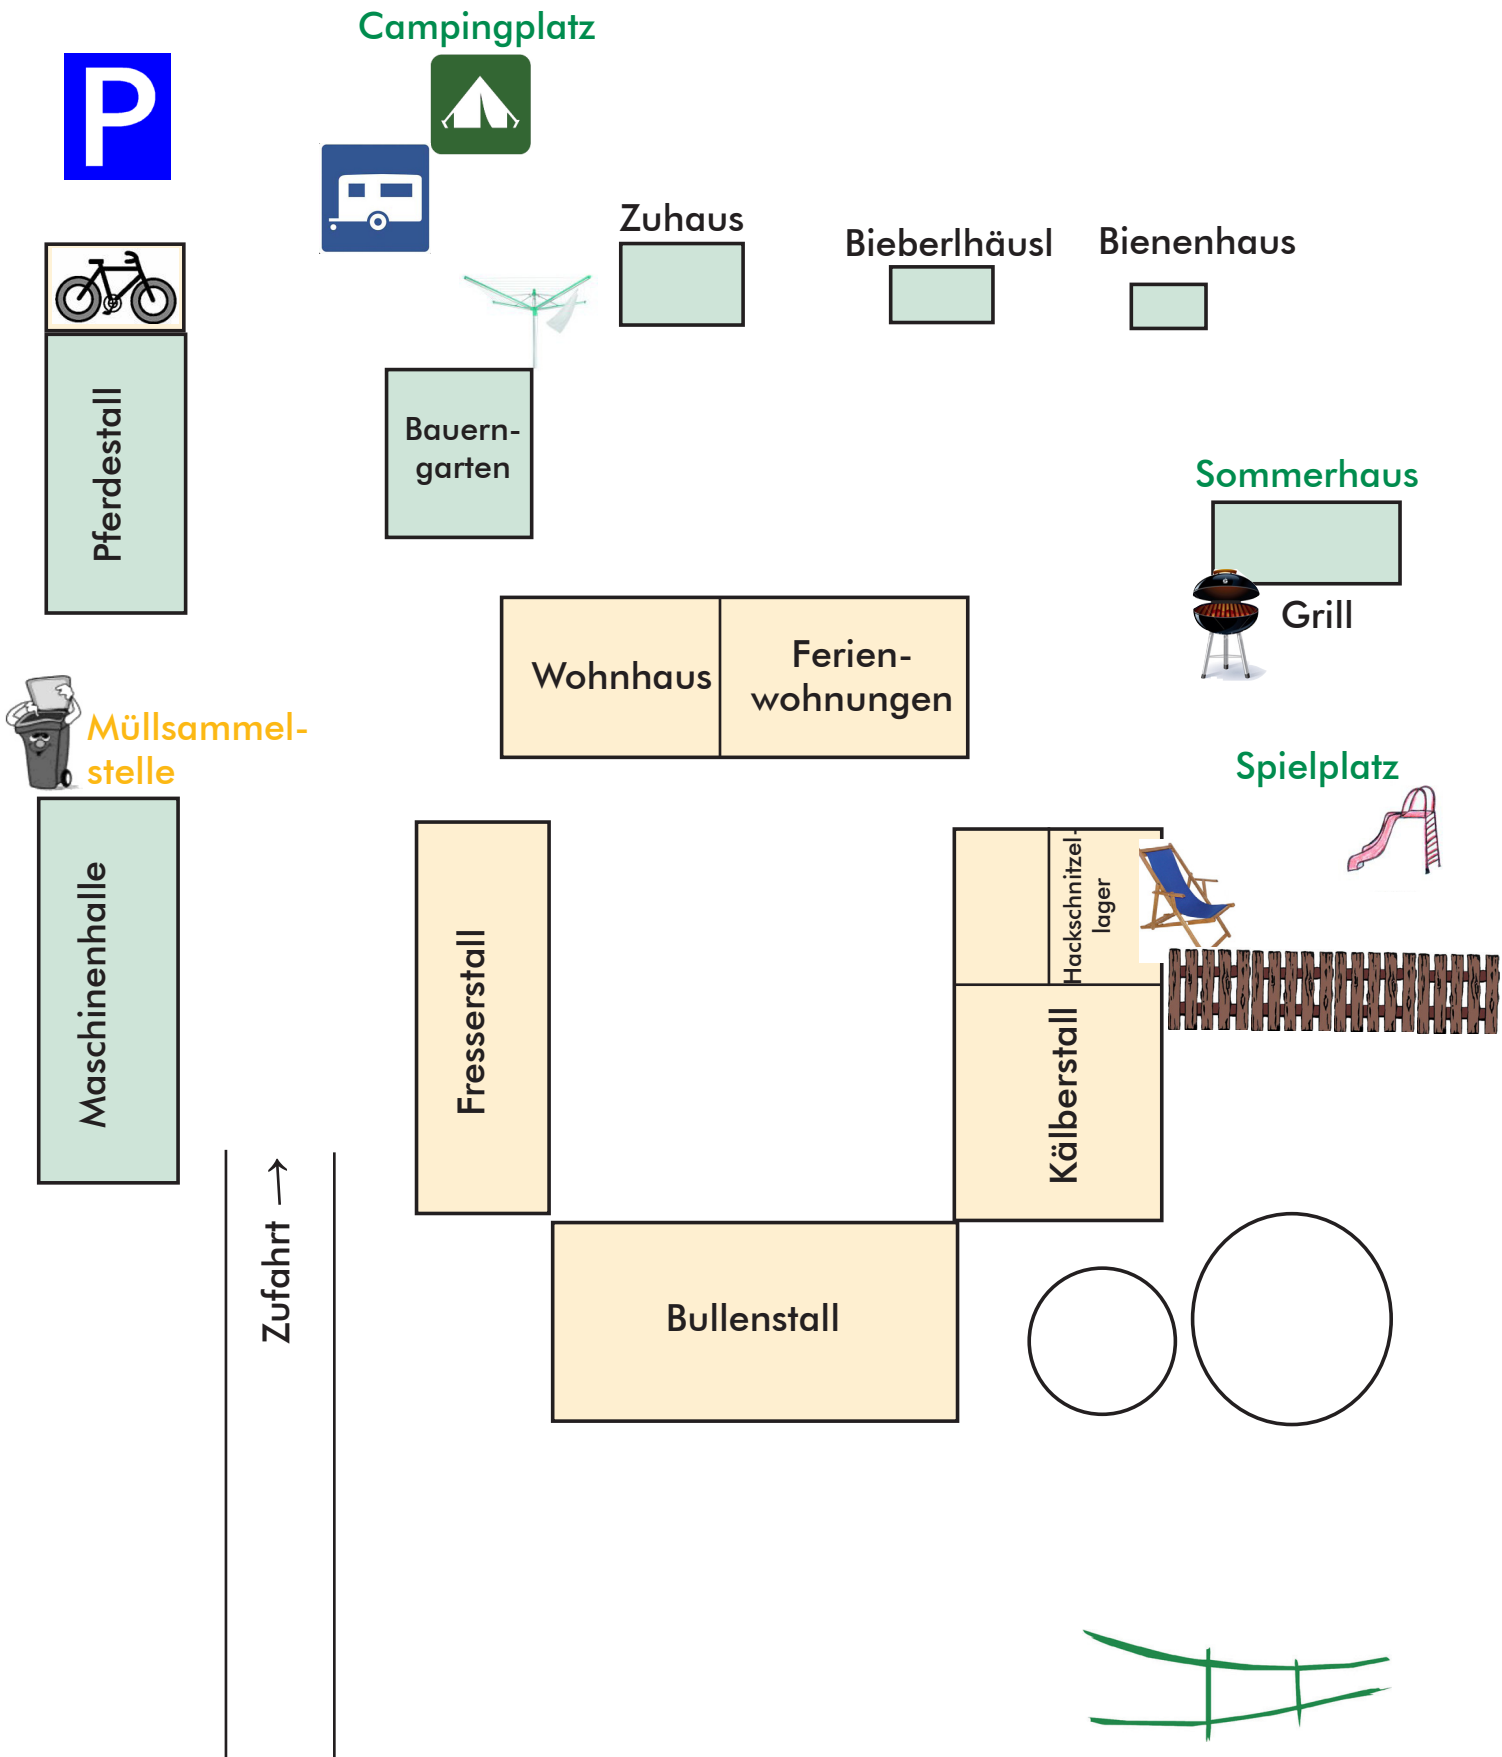 Campingplatz
P
Zuhaus
Bieberlhäusl
Bienenhaus
Pferdestall
Bauern-
garten
Sommerhaus
Grill
Wohnhaus
Ferien-
wohnungen
Müllsammel-
stelle
Spielplatz
Maschinenhalle
Fresserstall
Hackschnitzel-
lager
Kälberstall
Zufahrt →
Bullenstall